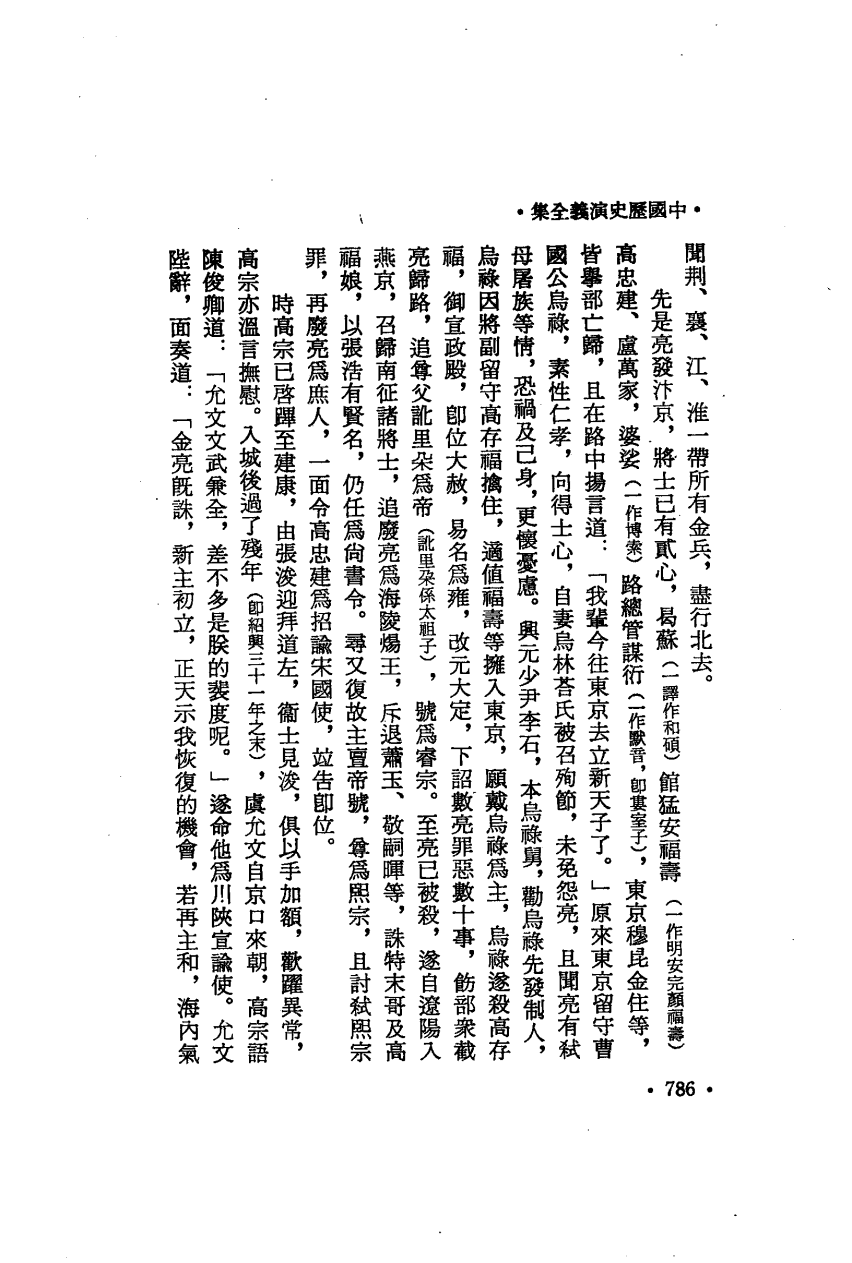 •中國歷史演義全集•
聞荆、襄、江、淮一帶所有金兵，盡行北去。
先是亮發汴京，將士已有貳心，曷蘇（一譯作和碩）館猛安福壽（一作明安完顏福壽）
高忠建、盧萬家，婆娑（一作博索）路總管謀衍（一作默音，卽婁室子），東京穆昆金住等，
皆擧部亡歸，且在路中揚言道：「我輩今往東京去立新天子了。」原來東京留守曹
國公烏祿，素性仁孝，向得士心，自妻烏林荅氏被召殉節，未免怨亮，且聞亮有弑
母屠族等情，恐禍及己身，更懷憂慮。興元少尹李石，本烏祿舅，勸烏祿先發制人，
烏祿因將副留守高存福擒住，適值福壽等擁入東京，願戴烏祿爲主，烏祿遂殺高存
福，御宣政殿，卽位大赦，易名爲雍，改元大定，下詔數亮罪惡數十事，飭部衆截
亮歸路，追尊父訛里朶爲帝（訛里朶係太祖子），號爲睿宗。至亮已被殺，遂自遼陽入
燕京，召歸南征諸將士，追廢亮爲海陵煬王，斥退蕭玉、敬嗣暉等，誅特末哥及高
福娘，以張浩有賢名，仍任爲尙書令。尋又復故主亶帝號，尊爲熙宗，且討弑熙宗
罪，再廢亮爲庶人，一面令高忠建爲招諭宋國使，竝告卽位。
時高宗已啓蹕至建康，由張浚迎拜道左，衞士見浚，俱以手加額，歡躍異常，
高宗亦溫言撫慰。入城後過了殘年（卽紹興三十一年之末），虞允文自京口來朝，高宗語
陳俊卿道：「允文文武兼全，差不多是朕的裴度呢。」遂命他爲川陝宣諭使。允文
陛辭，面奏道：「金亮旣誅，新主初立，正天示我恢復的機會，若再主和，海內氣
•786•